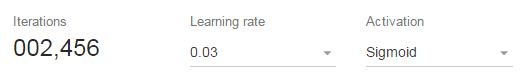 Iterations
002,456
Learning rate
0.03
Activation
Sigmoid